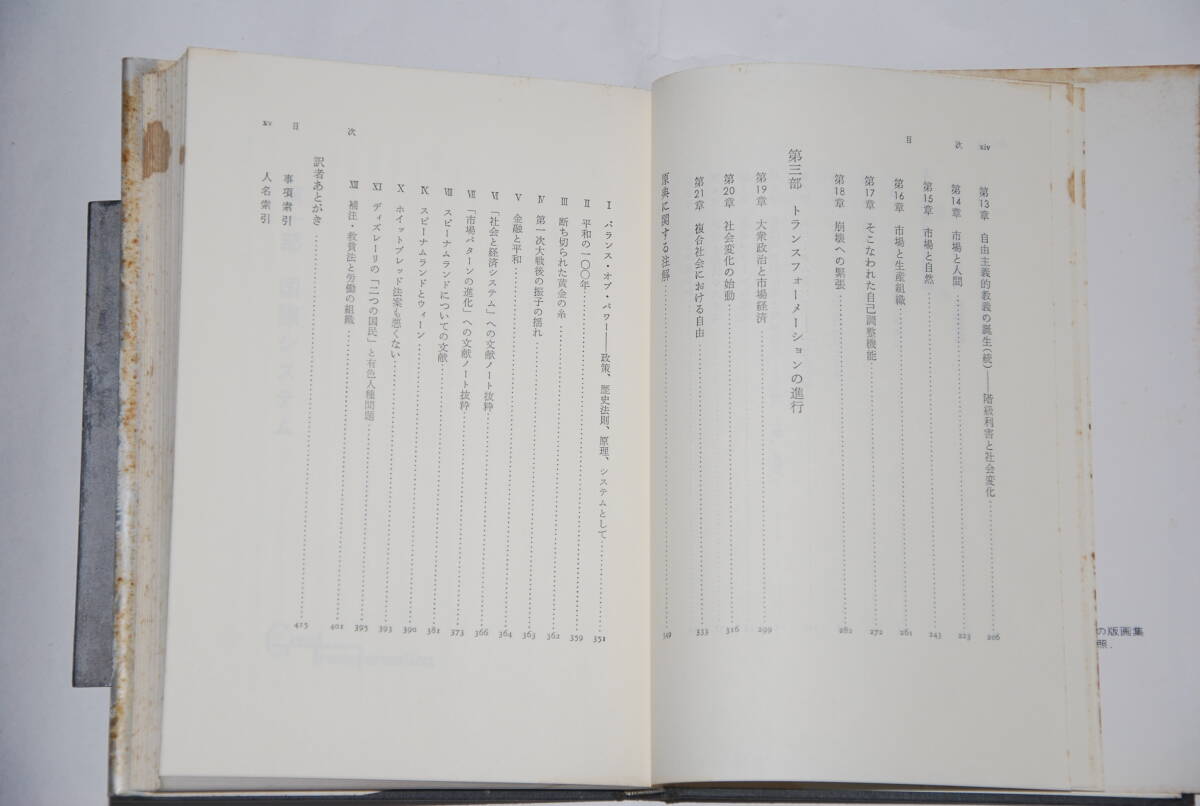 xiv
目　次
第13章　自由主義的教義の誕生(続)――階級利害と社会変化 206
第14章　市場と人間 223
第15章　市場と自然 243
第16章　市場と生産組織 261
第17章　そこなわれた自己調整機能 272
第18章　崩壊への緊張 282
第三部　トランスフォーメーションの進行
第19章　大衆政治と市場経済 299
第20章　社会変化の始動 316
第21章　複合社会における自由 333
原典に関する注解 349
I　バランス・オブ・パワー――政策、歴史法則、原理、システムとして 351
II　平和の一〇〇年 359
III　断ち切られた黄金の糸 362
IV　第一次大戦後の振子の揺れ 363
V　金融と平和 364
VI　「社会と経済システム」への文献ノート抜粋 366
VII　「市場パターンの進化」への文献ノート抜粋 373
VIII　スピーナムランドについての文献 381
IX　スピーナムランドとウィーン 390
X　ホイットブレッド法案も悪くない 393
XI　ディズレーリの「二つの国民」と有色人種問題 395
XII　補注・救貧法と労働の組織 401
訳者あとがき 415
事項索引
人名索引
目　次
xv
の版画集
照.